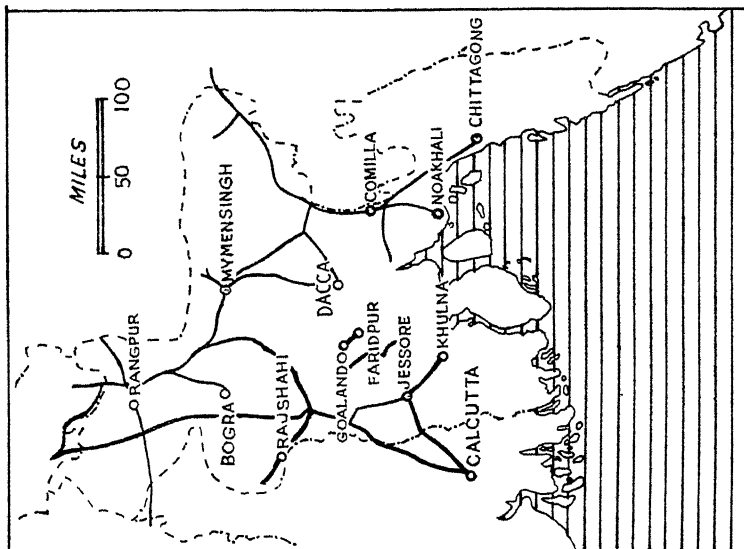 MILES
0 50 100
RANGPUR
MYMENSINGH
BOGRA
RAJSHAHI
DACCA
GOALANDO
FARIDPUR
COMILLA
JESSORE
NOAKHALI
KHULNA
CALCUTTA
CHITTAGONG